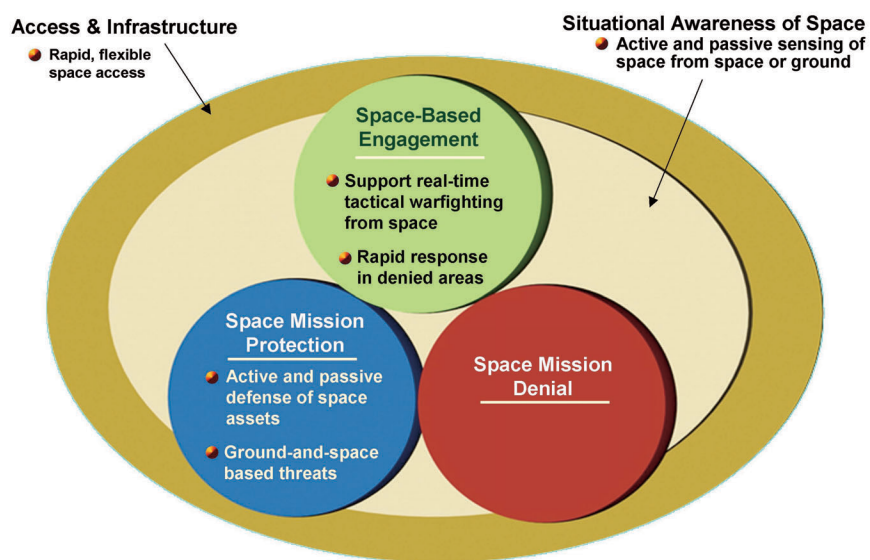 Access & Infrastructure
Rapid, flexible
space access
Situational Awareness of Space
Active and passive sensing of
space from space or ground
Space-Based
Engagement
Support real-time
tactical warfighting
from space
Rapid response
in denied areas
Space Mission
Protection
Active and passive
defense of space
assets
Ground-and-space
based threats
Space Mission
Denial